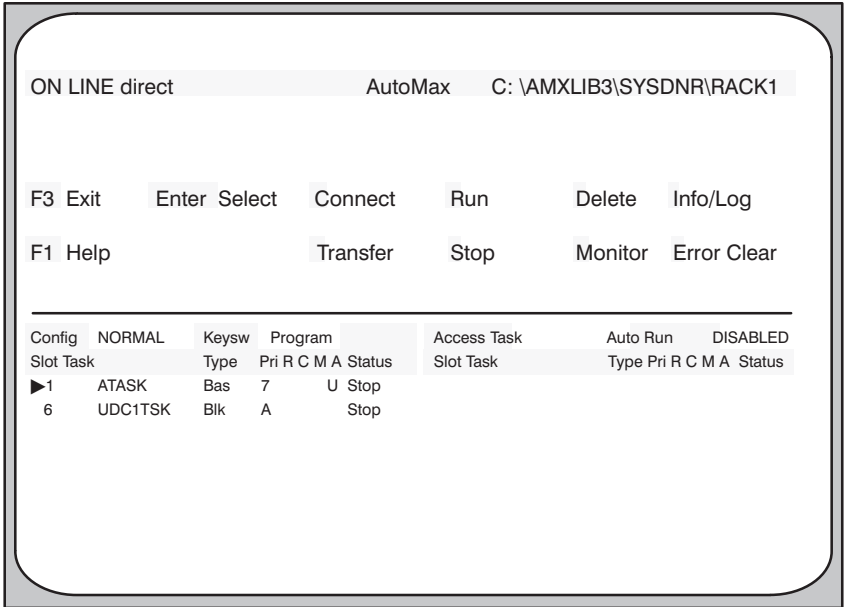 ON LINE direct AutoMax C: \AMXLIB3\SYSDNR\RACK1
F3 Exit Enter Select Connect Run Delete Info/Log
F1 Help Transfer Stop Monitor Error Clear
Config NORMAL Keysw Program Access Task Auto Run DISABLED
Slot Task Type Pri R C M A Status Slot Task Type Pri R C M A Status
▶1 ATASK Bas 7 U Stop
6 UDC1TSK Blk A Stop